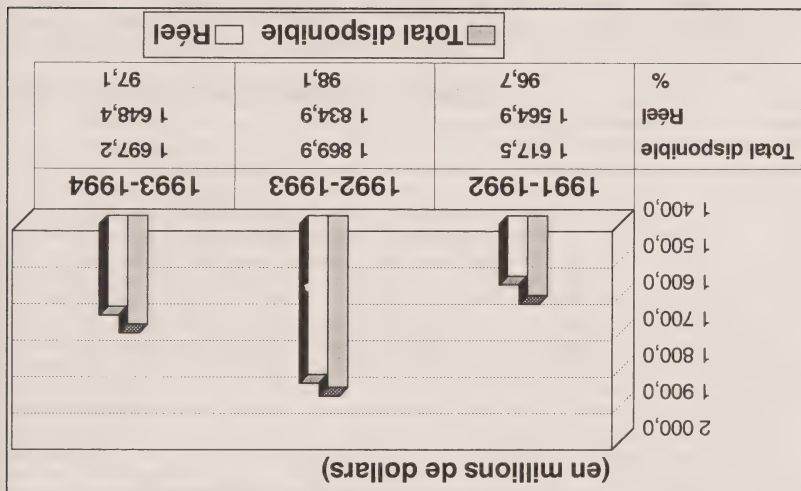 (en millions de dollars)
2 000,0
1 900,0
1 800,0
1 700,0
1 600,0
1 500,0
1 400,0
1991-1992 1992-1993 1993-1994
Total disponible 1 617,5 1 869,9 1 697,2
Réel 1 564,9 1 834,9 1 648,4
% 96,7 98,1 97,1
Total disponible Réel